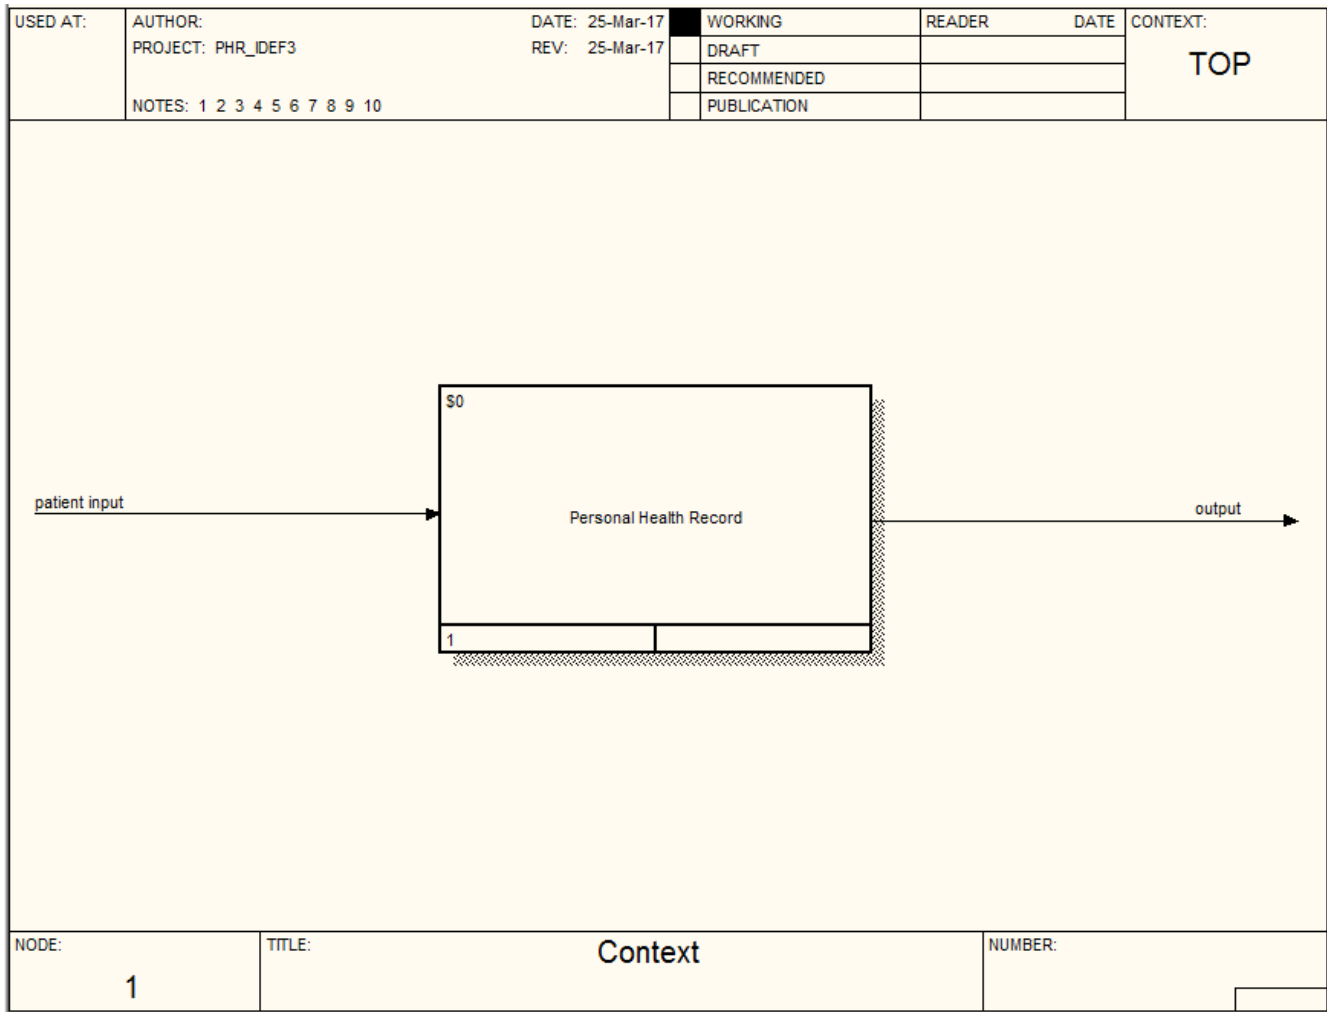 USED AT:
AUTHOR:
DATE: 25-Mar-17
PROJECT: PHR_IDEF3
REV: 25-Mar-17
NOTES: 1 2 3 4 5 6 7 8 9 10
WORKING
DRAFT
RECOMMENDED
PUBLICATION
READER DATE
CONTEXT:
TOP
$0
patient input
Personal Health Record
output
1
NODE:
1
TITLE:
Context
NUMBER: